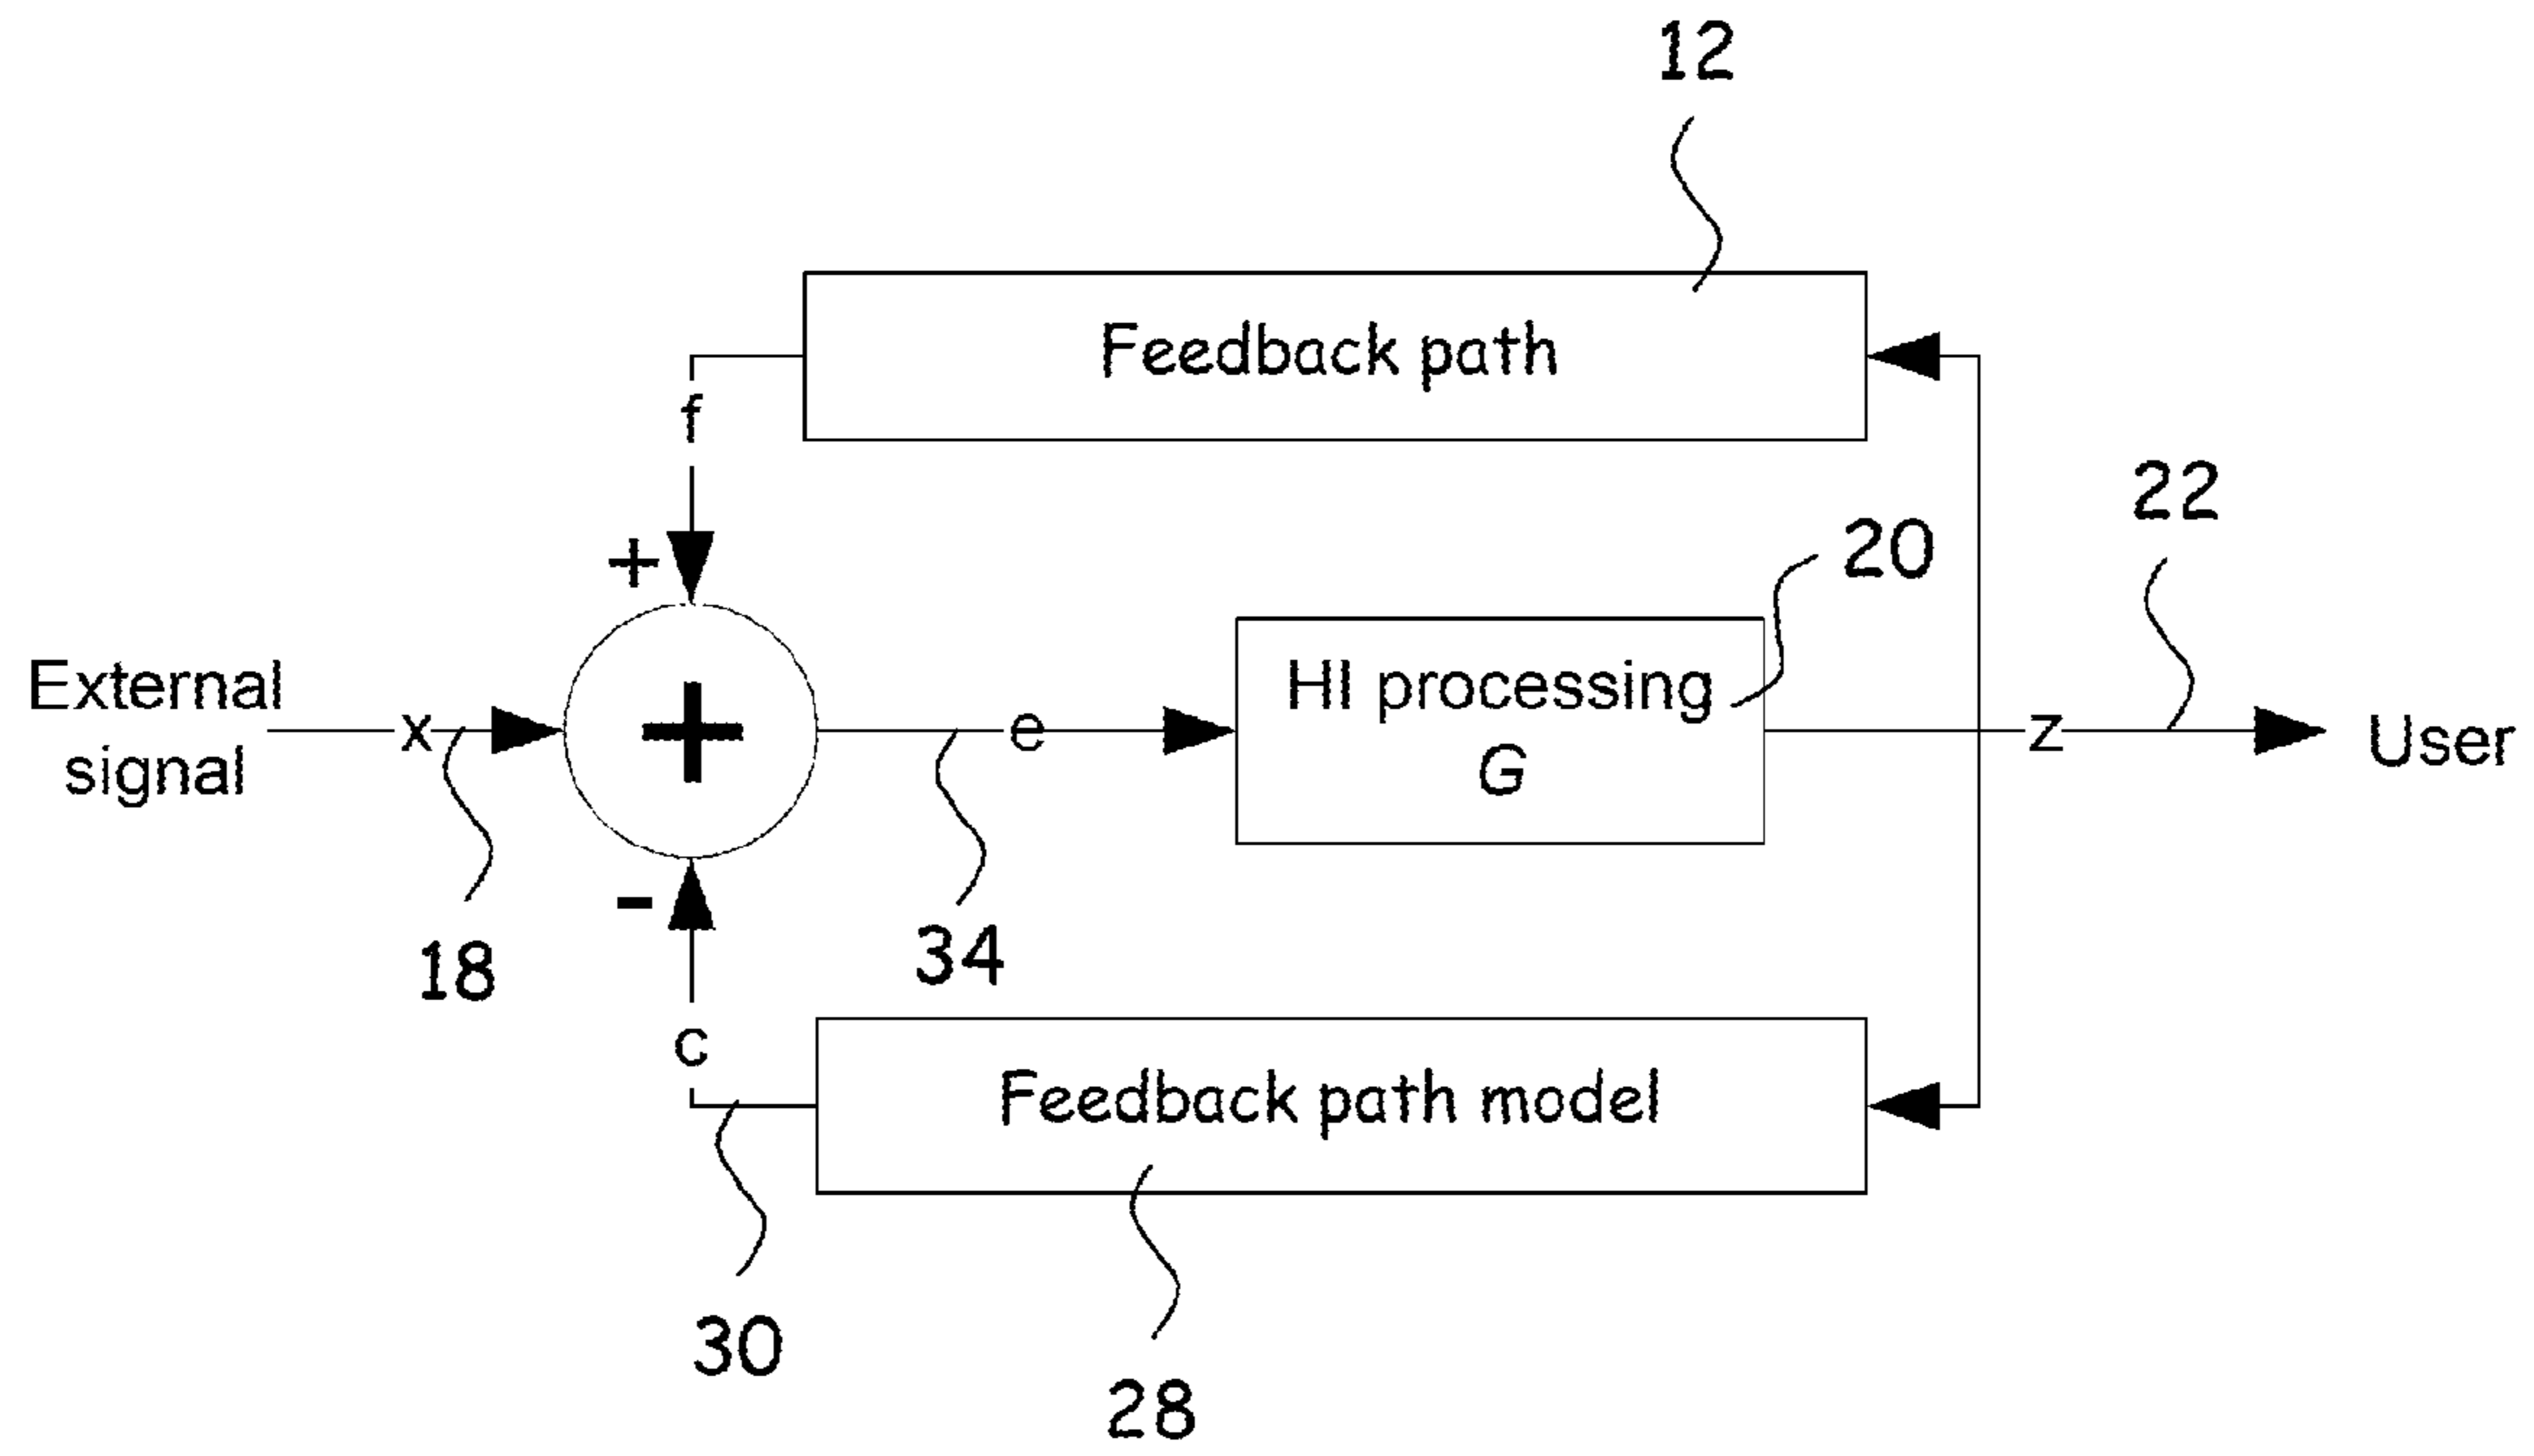 12
Feedback path
f
22
+
20
External
signal
x
+
e
HI processing
G
z
User
-
18
34
c
Feedback path model
30
28